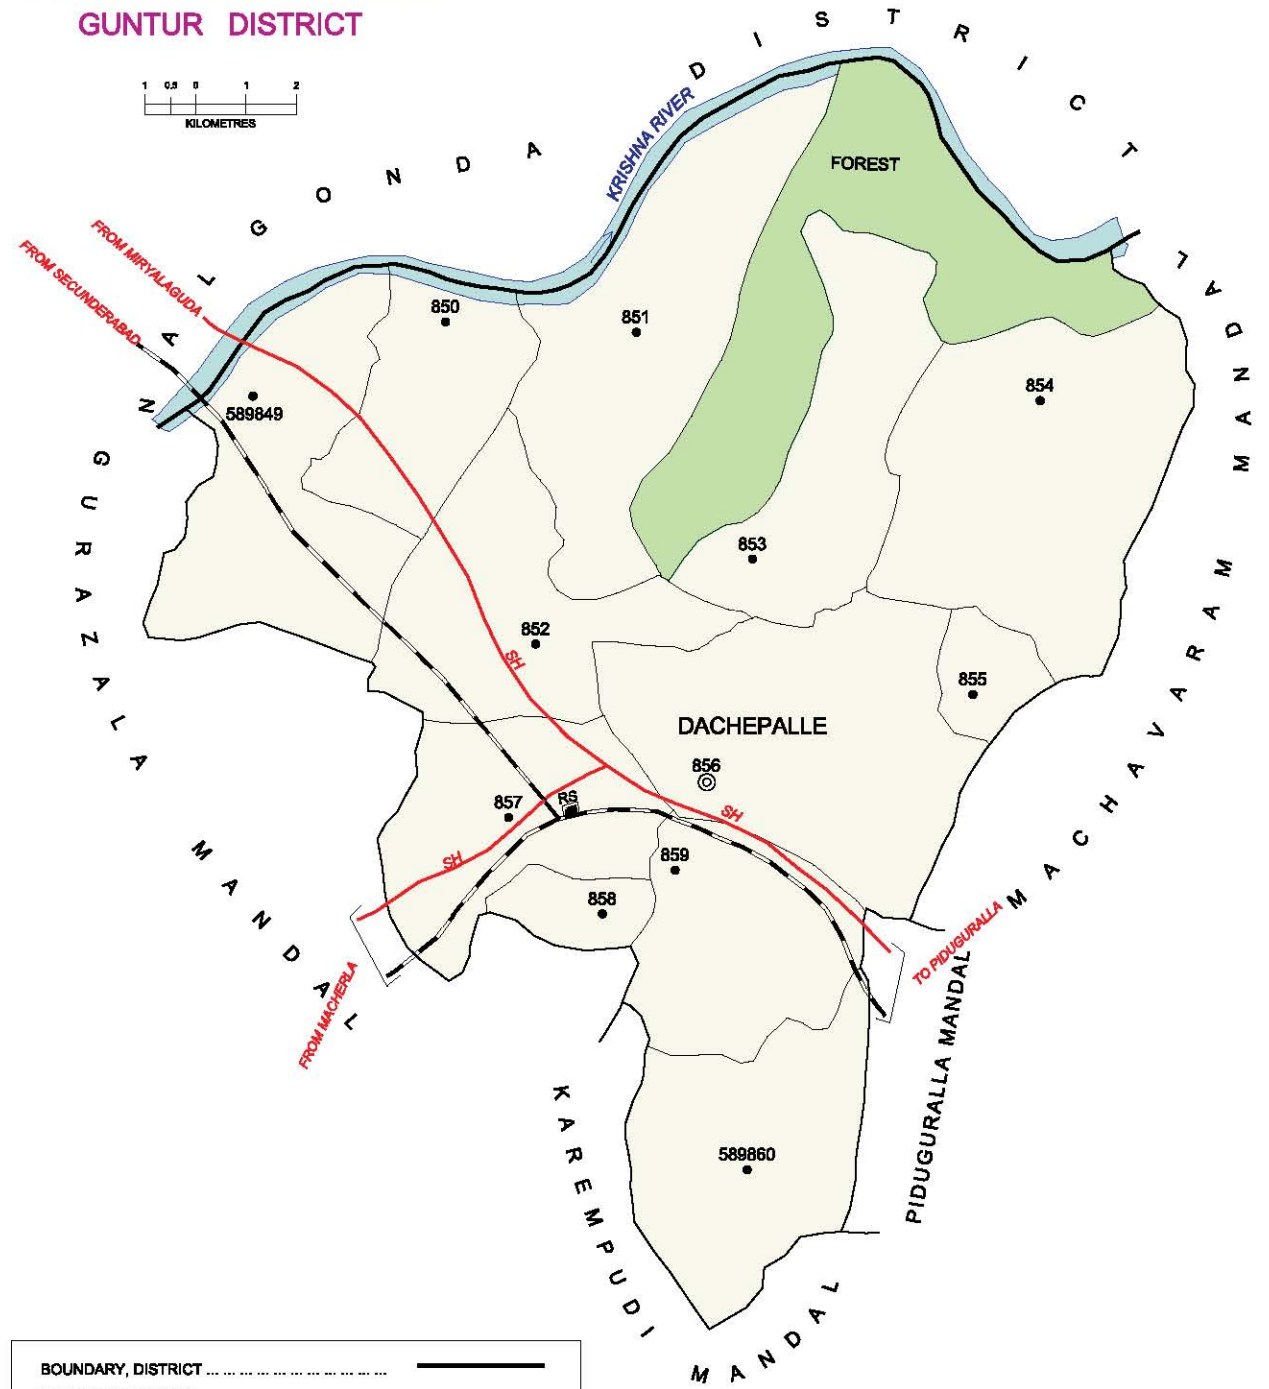 GUNTUR DISTRICT
1 0.5 0 1 2
KILOMETRES
NALGONDA DISTRICT
KRISHNA RIVER
FOREST
FROM MIRYALAGUDA
FROM SECUNDERABAD
850
851
589849
854
853
852
SH
855
DACHEPALLE
856
857
RS
SH
SH
859
858
FROM MACHERLA
TO PIDUGURALLA
589860
GURAZALA MANDAL
MACHAVARAM MANDAL
PIDUGURALLA MANDAL
KAREMPUDI MANDAL
BOUNDARY, DISTRICT ... ... ... ... ... ... ... ... ... ...